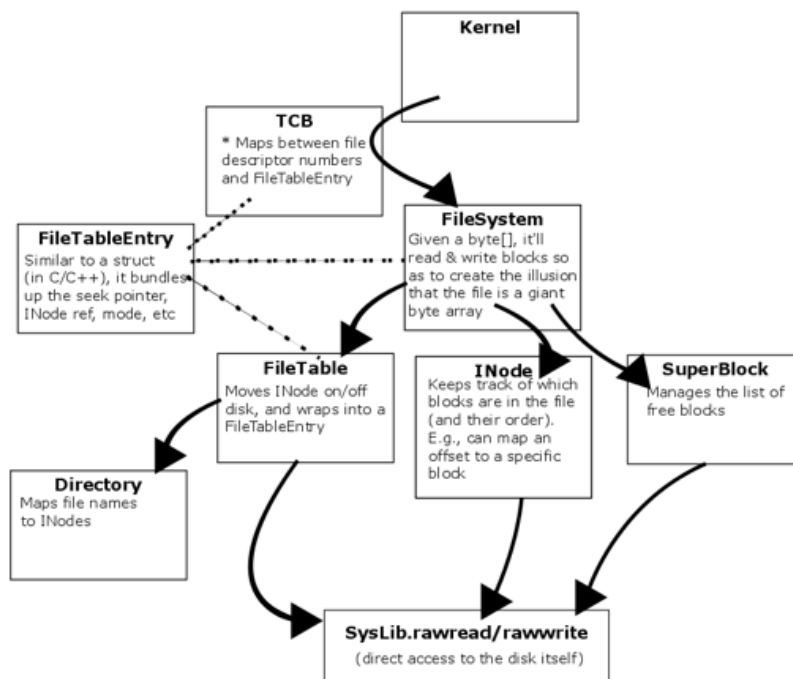 Kernel
TCB
* Maps between file
descriptor numbers
and FileTableEntry
FileTableEntry
Similar to a struct
(in C/C++), it bundles
up the seek pointer,
INode ref, mode, etc
FileSystem
Given a byte[], it'll
read & write blocks so
as to create the illusion
that the file is a giant
byte array
FileTable
Moves INode on/off
disk, and wraps into a
FileTableEntry
INode
Keeps track of which
blocks are in the file
(and their order).
E.g., can map an
offset to a specific
block
SuperBlock
Manages the list of
free blocks
Directory
Maps file names
to INodes
SysLib.rawread/rawwrite
(direct access to the disk itself)